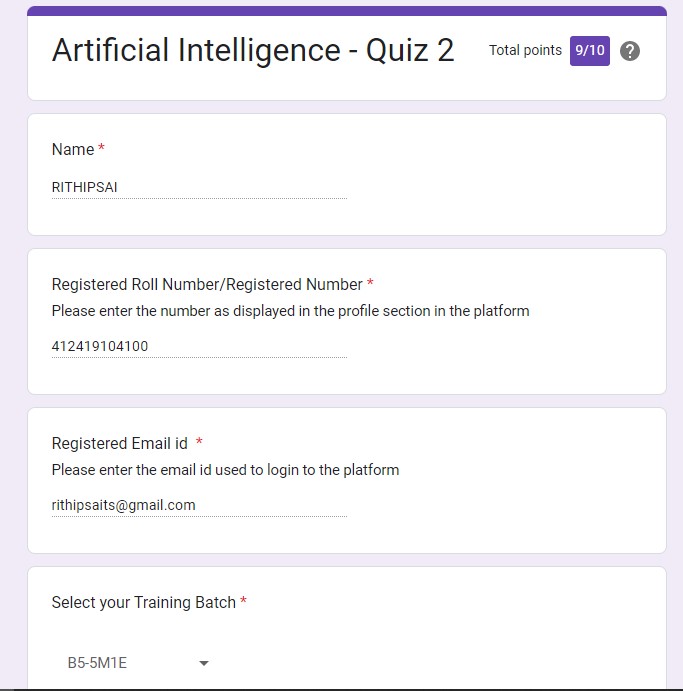 Artificial Intelligence - Quiz 2 Total points 9/10 ?
Name *
RITHIPSAI
Registered Roll Number/Registered Number *
Please enter the number as displayed in the profile section in the platform
412419104100
Registered Email id *
Please enter the email id used to login to the platform
rithipsaits@gmail.com
Select your Training Batch *
B5-5M1E